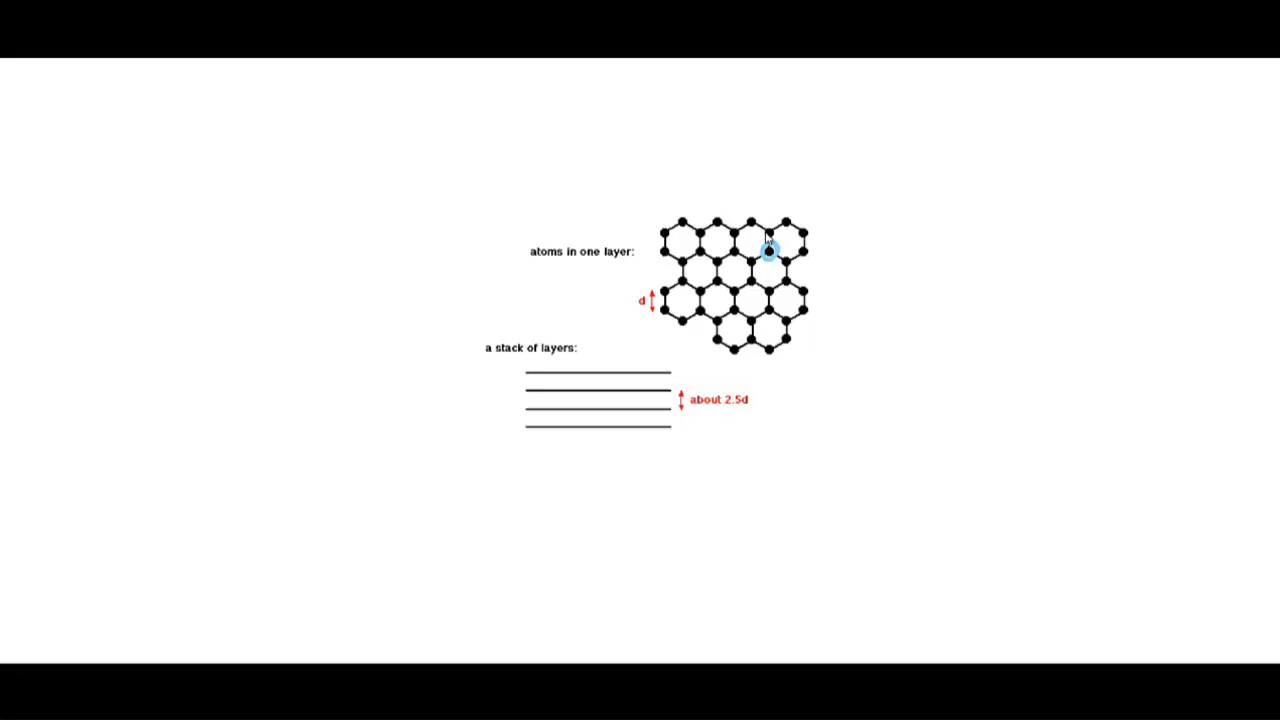 atoms in one layer:
d
a stack of layers:
about 2.5d